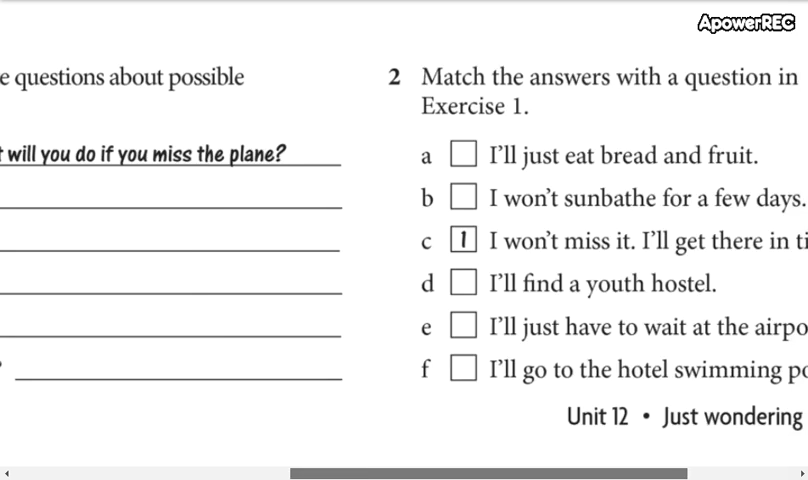 ApowerREC
e questions about possible
will you do if you miss the plane?
2 Match the answers with a question in
Exercise 1.
a I'll just eat bread and fruit.
b I won't sunbathe for a few days.
c 1 I won't miss it. I'll get there in ti
d I'll find a youth hostel.
e I'll just have to wait at the airpo
f I'll go to the hotel swimming po
Unit 12 • Just wondering